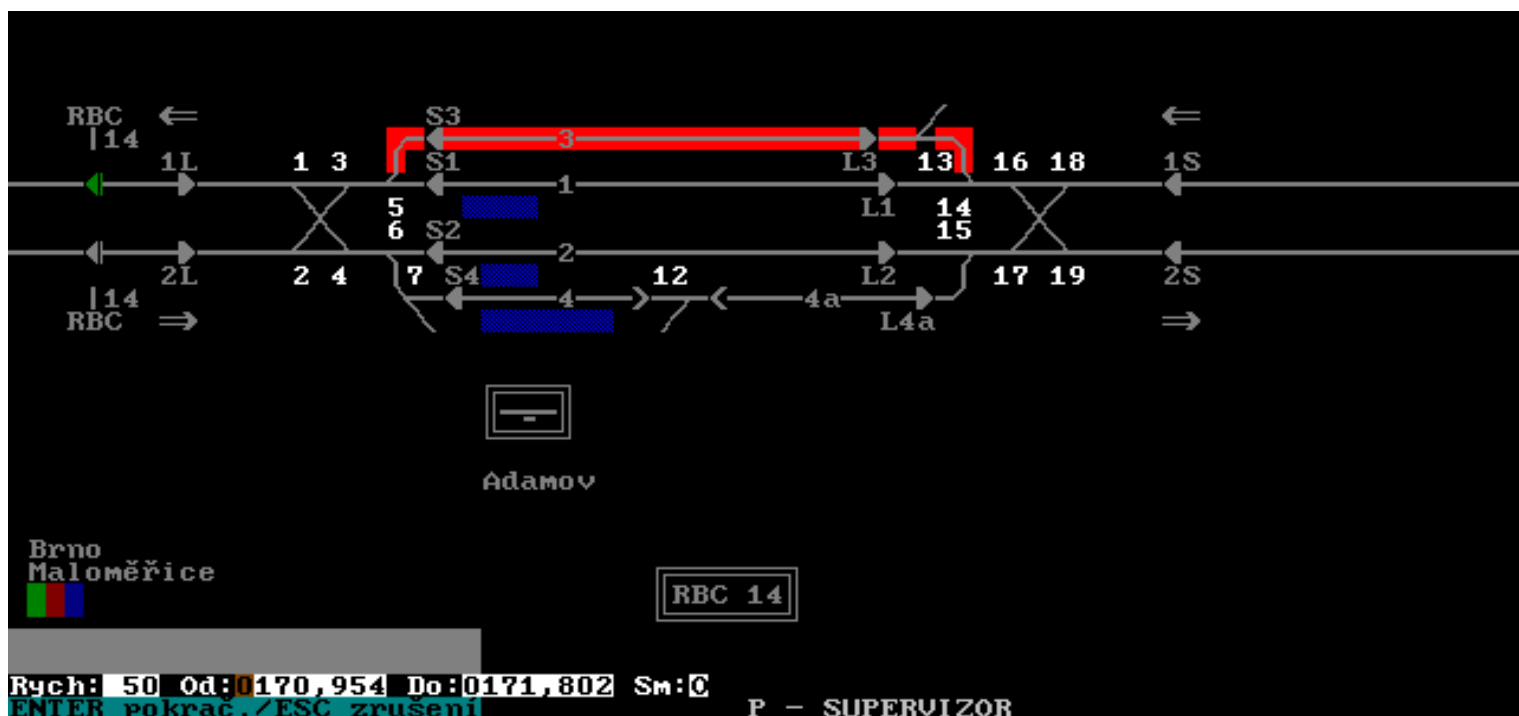 RBC
S3
|14
3
1L
1 3
S1
L3
13
16 18
1S
1
5
L1
14
6
S2
15
2
2L
2 4
7
S4
12
L2
17 19
2S
|14
4
4a
RBC
L4a
Adamov
Brno
Maloměřice
RBC 14
Rych: 50 Od:0170,954 Do:0171,802 Sm:0
ENTER pokrač./ESC zrušení
P - SUPERVIZOR